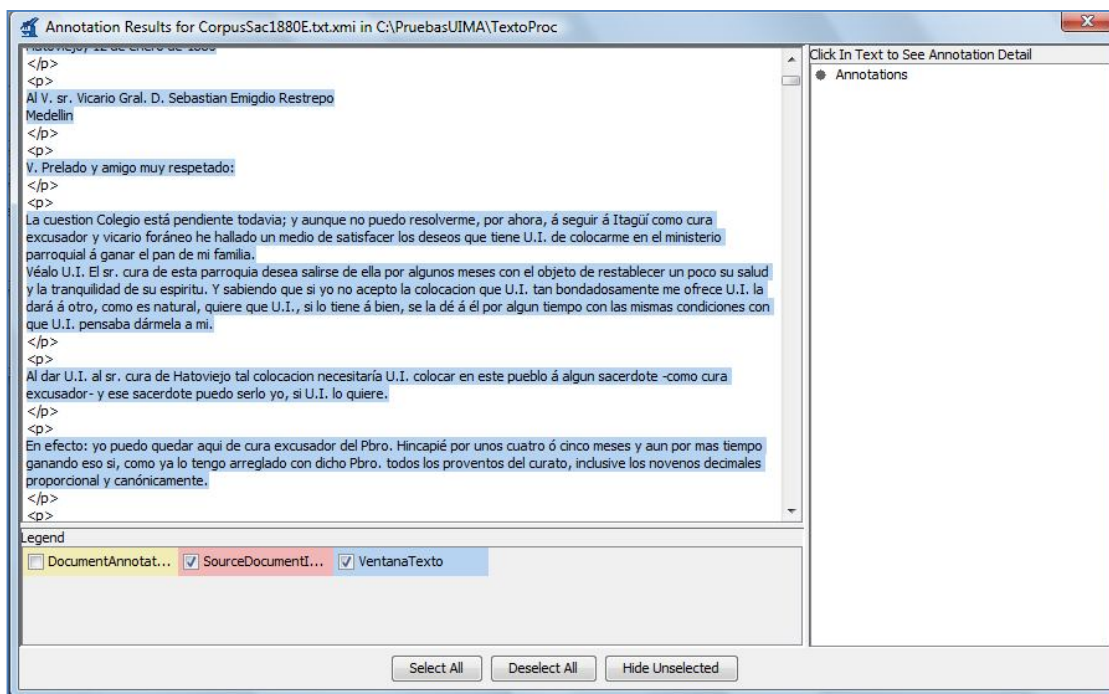 Annotation Results for CorpusSac1880E.txt.xmi in C:\PruebasUIMA\TextoProc
Hatoviejo, 12 de enero de
</p>
<p>
Al V. sr. Vicario Gral. D. Sebastian Emigdio Restrepo
Medellin
</p>
<p>
V. Prelado y amigo muy respetado:
</p>
<p>
La cuestion Colegio está pendiente todavia; y aunque no puedo resolverme, por ahora, á seguir á Itagüí como cura
excusador y vicario foráneo he hallado un medio de satisfacer los deseos que tiene U.I. de colocarme en el ministerio
parroquial á ganar el pan de mi familia.
Véalo U.I. El sr. cura de esta parroquia desea salirse de ella por algunos meses con el objeto de restablecer un poco su salud
y la tranquilidad de su espiritu. Y sabiendo que si yo no acepto la colocacion que U.I. tan bondadosamente me ofrece U.I. la
dará á otro, como es natural, quiere que U.I., si lo tiene á bien, se la dé á él por algun tiempo con las mismas condiciones con
que U.I. pensaba dármela a mi.
</p>
<p>
Al dar U.I. al sr. cura de Hatoviejo tal colocacion necesitaría U.I. colocar en este pueblo á algun sacerdote -como cura
excusador- y ese sacerdote puedo serlo yo, si U.I. lo quiere.
</p>
<p>
En efecto: yo puedo quedar aqui de cura excusador del Pbro. Hincapié por unos cuatro ó cinco meses y aun por mas tiempo
ganando eso si, como ya lo tengo arreglado con dicho Pbro. todos los proventos del curato, inclusive los novenos decimales
proporcional y canónicamente.
</p>
<p>
Click In Text to See Annotation Detail
Annotations
Legend
DocumentAnnotat... SourceDocumentI... VentanaTexto
Select All Deselect All Hide Unselected